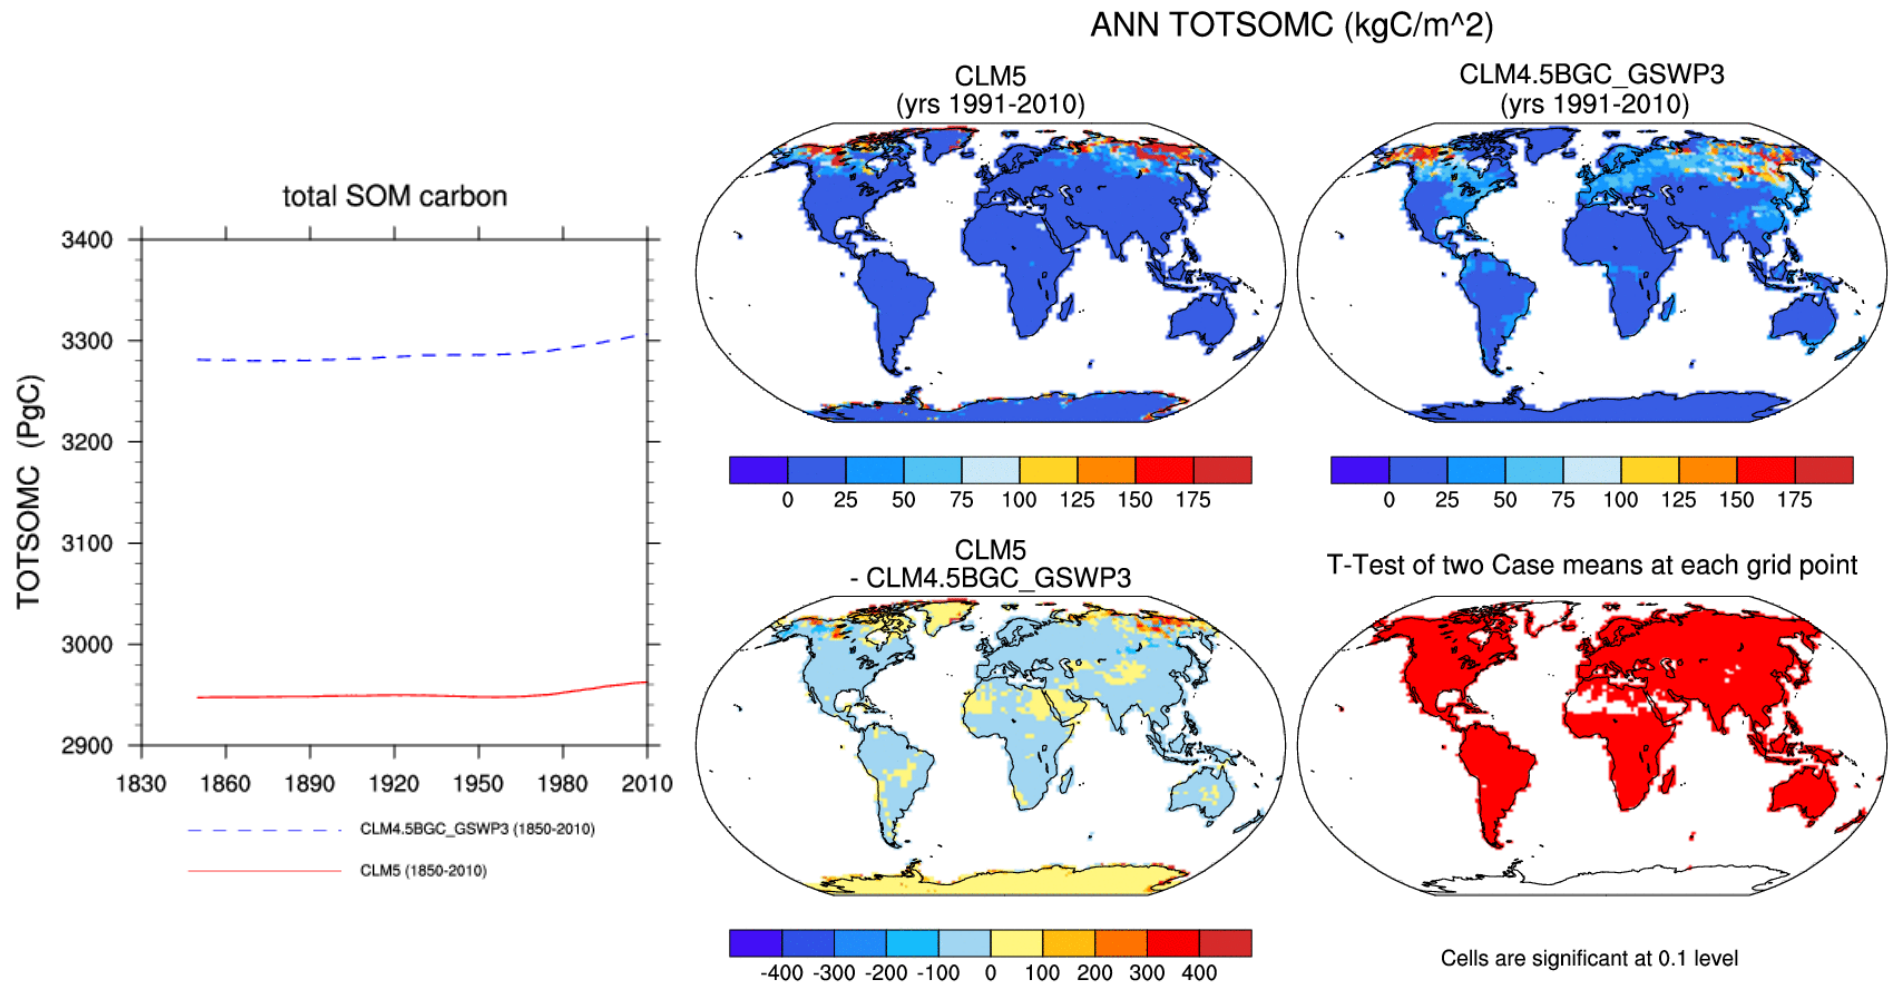 ANN TOTSOMC (kgC/m^2)
total SOM carbon
TOTSOMC (PgC)
3400
3300
3200
3100
3000
2900
1830 1860 1890 1920 1950 1980 2010
CLM4.5BGC_GSWP3 (1850-2010)
CLM5 (1850-2010)
CLM5
(yrs 1991-2010)
0 25 50 75 100 125 150 175
CLM4.5BGC_GSWP3
(yrs 1991-2010)
0 25 50 75 100 125 150 175
CLM5
- CLM4.5BGC_GSWP3
-400 -300 -200 -100 0 100 200 300 400
T-Test of two Case means at each grid point
Cells are significant at 0.1 level